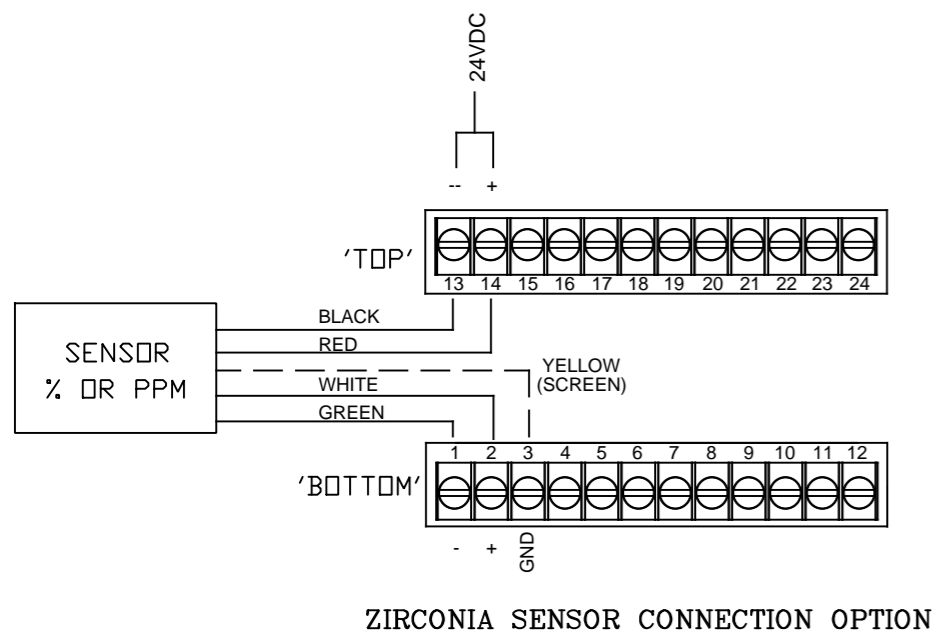 24VDC
-- +
'TOP'
13 14 15 16 17 18 19 20 21 22 23 24
BLACK
RED
SENSOR
% OR PPM
YELLOW
(SCREEN)
WHITE
GREEN
1 2 3 4 5 6 7 8 9 10 11 12
'BOTTOM'
- + GND
ZIRCONIA SENSOR CONNECTION OPTION